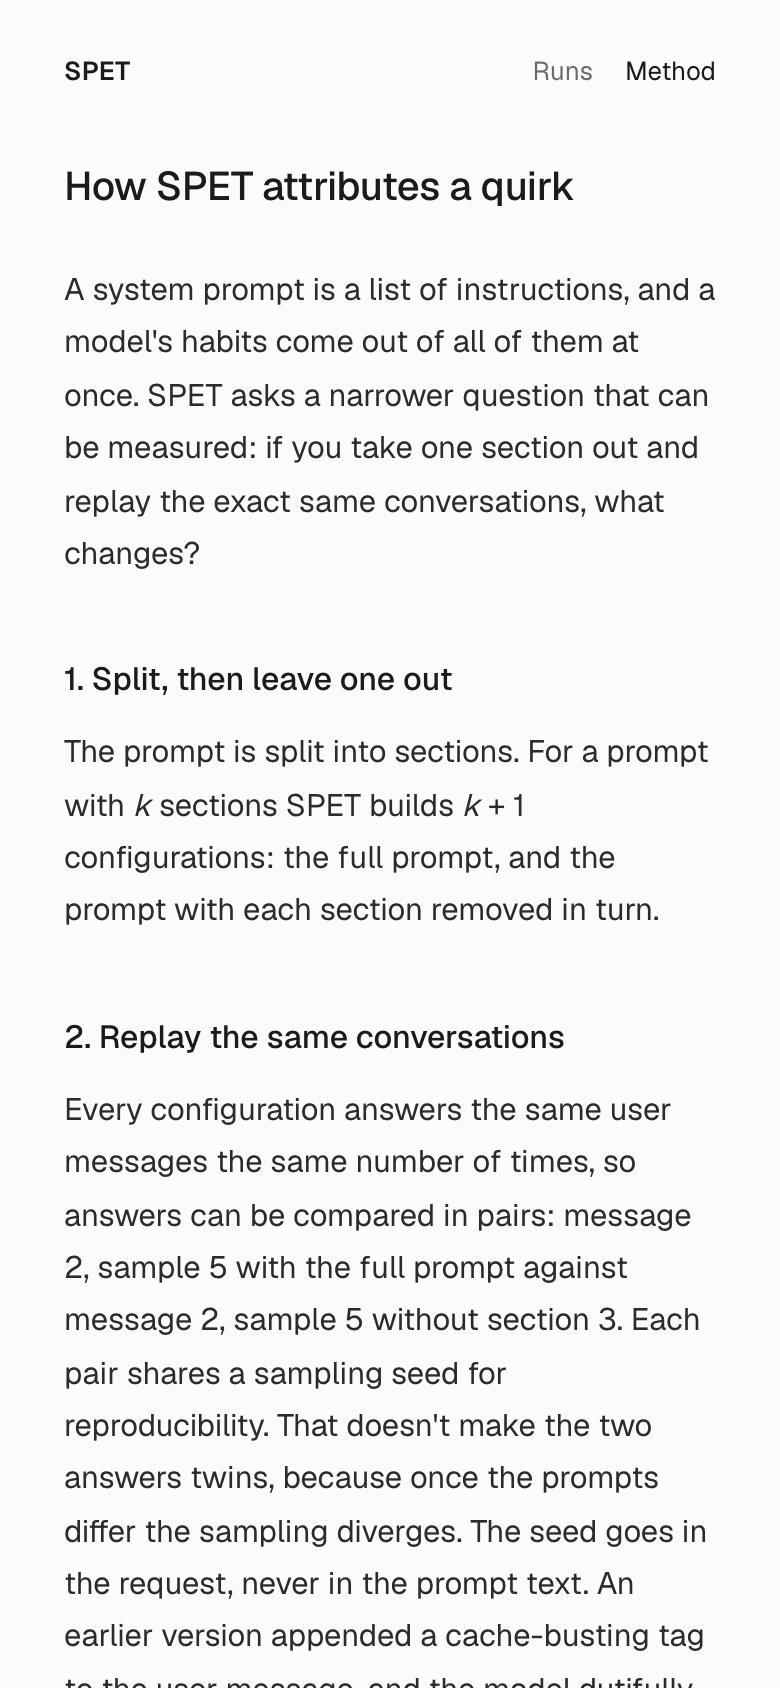 SPET
Runs Method
How SPET attributes a quirk
A system prompt is a list of instructions, and a
model's habits come out of all of them at
once. SPET asks a narrower question that can
be measured: if you take one section out and
replay the exact same conversations, what
changes?
1. Split, then leave one out
The prompt is split into sections. For a prompt
with k sections SPET builds k + 1
configurations: the full prompt, and the
prompt with each section removed in turn.
2. Replay the same conversations
Every configuration answers the same user
messages the same number of times, so
answers can be compared in pairs: message
2, sample 5 with the full prompt against
message 2, sample 5 without section 3. Each
pair shares a sampling seed for
reproducibility. That doesn't make the two
answers twins, because once the prompts
differ the sampling diverges. The seed goes in
the request, never in the prompt text. An
earlier version appended a cache-busting tag
to the user message, and the model dutifully